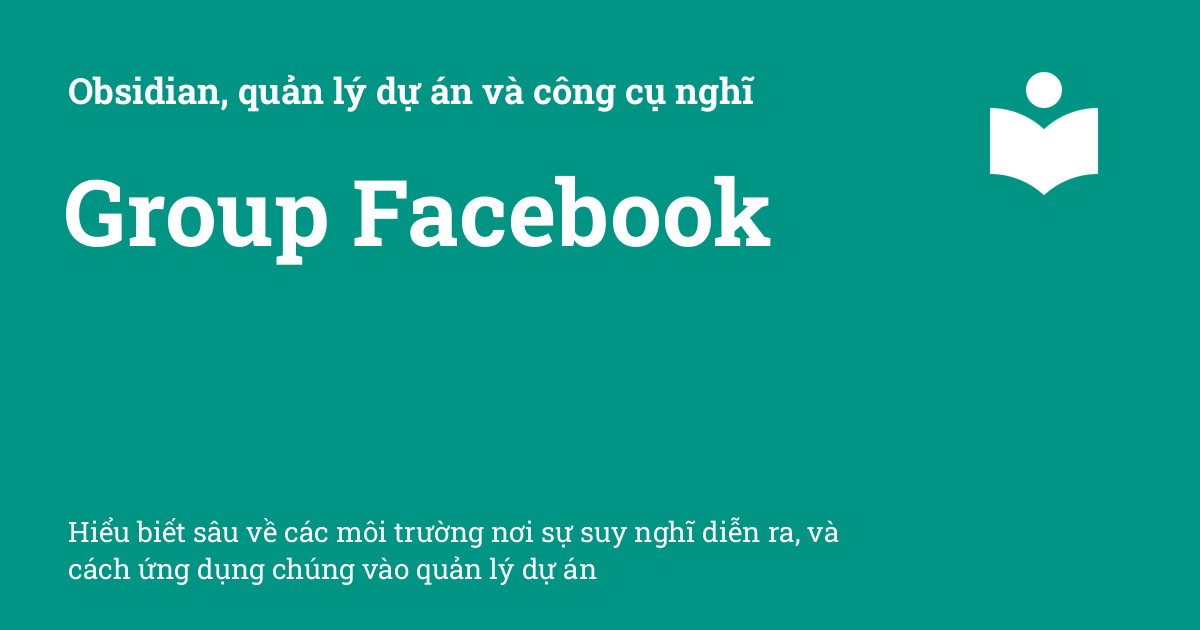 Obsidian, quản lý dự án và công cụ nghĩ
Group Facebook
Hiểu biết sâu về các môi trường nơi sự suy nghĩ diễn ra, và
cách ứng dụng chúng vào quản lý dự án